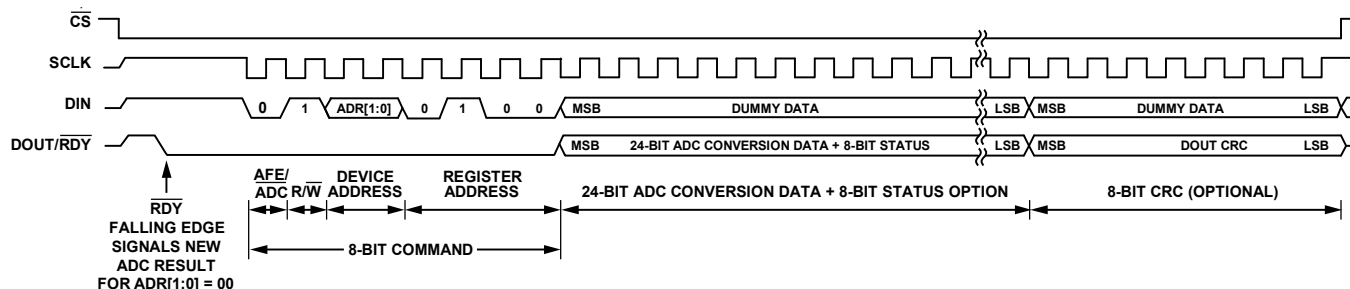 CS
SCLK
DIN 0 1 ADR[1:0] 0 1 0 0 MSB DUMMY DATA LSB MSB DUMMY DATA LSB
DOUT/RDY MSB 24-BIT ADC CONVERSION DATA + 8-BIT STATUS LSB MSB DOUT CRC LSB
AFE/
ADC
R/W
DEVICE
ADDRESS
REGISTER
ADDRESS
24-BIT ADC CONVERSION DATA + 8-BIT STATUS OPTION
8-BIT CRC (OPTIONAL)
8-BIT COMMAND
RDY
FALLING EDGE
SIGNALS NEW
ADC RESULT
FOR ADR[1:0] = 00